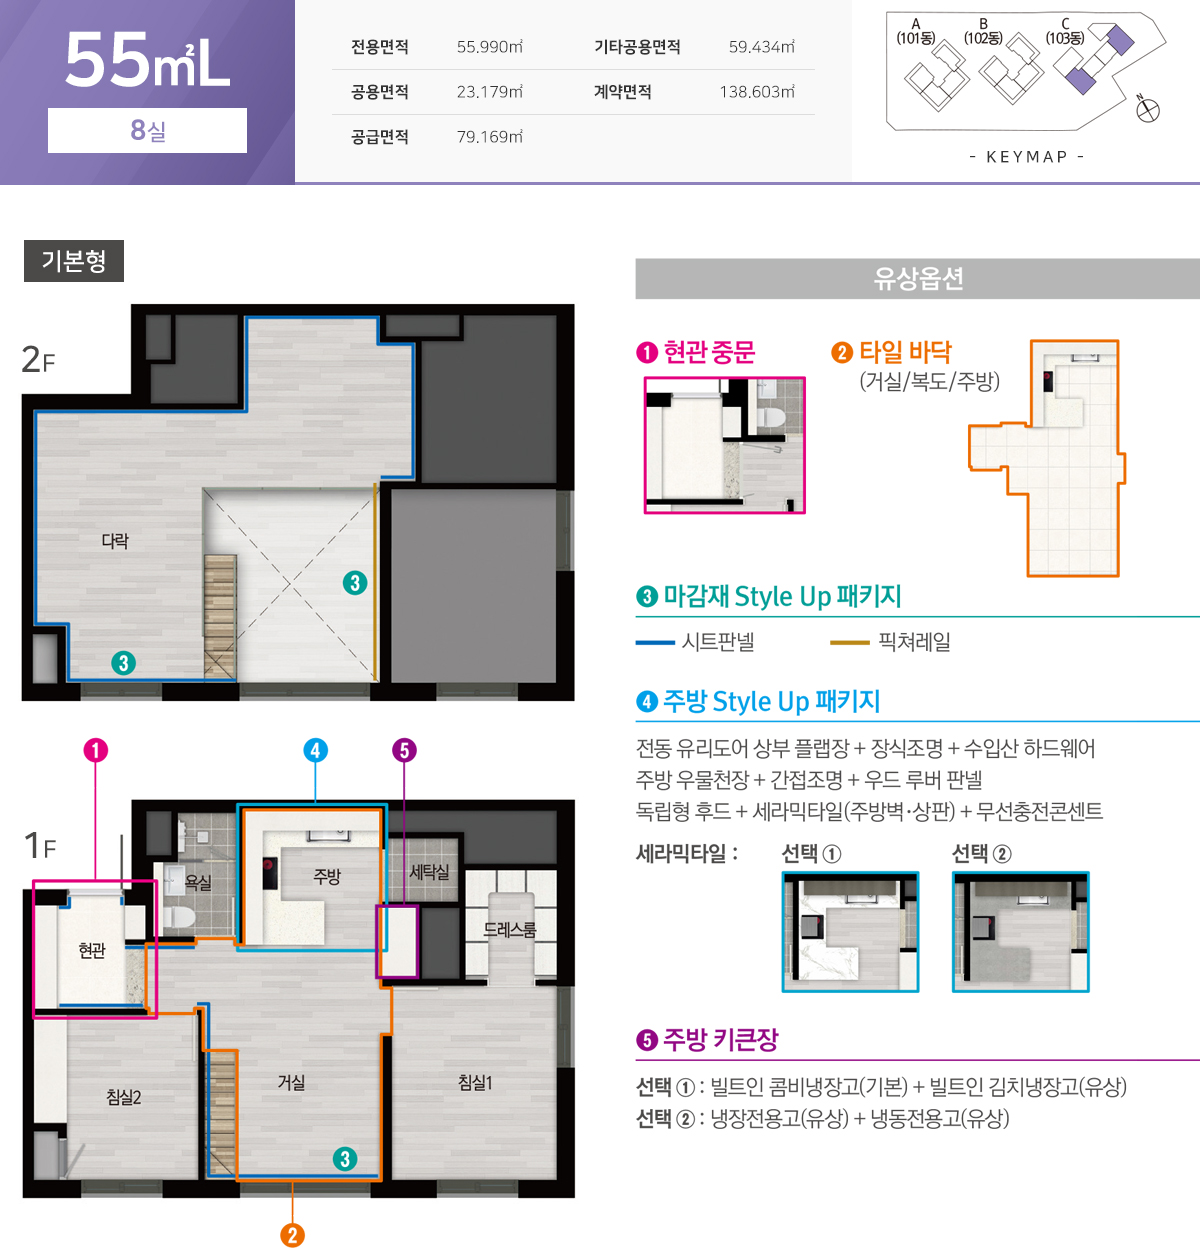 55㎡L
8실
전용면적 55.990㎡ 기타공용면적 59.434㎡
공용면적 23.179㎡ 계약면적 138.603㎡
공급면적 79.169㎡
A
(101동)
B
(102동)
C
(103동)
N
- KEYMAP -
기본형
2F
다락
3
3
1
4
5
1F
욕실
주방
세탁실
현관
드레스룸
침실2
거실
침실1
3
2
유상옵션
1 현관 중문
2 타일 바닥
(거실/복도/주방)
3 마감재 Style Up 패키지
시트판넬 픽쳐레일
4 주방 Style Up 패키지
전동 유리도어 상부 플랩장 + 장식조명 + 수입산 하드웨어
주방 우물천장 + 간접조명 + 우드 루버 판넬
독립형 후드 + 세라믹타일(주방벽·상판) + 무선충전콘센트
세라믹타일 : 선택 ① 선택 ②
5 주방 키큰장
선택 ① : 빌트인 콤비냉장고(기본) + 빌트인 김치냉장고(유상)
선택 ② : 냉장전용고(유상) + 냉동전용고(유상)